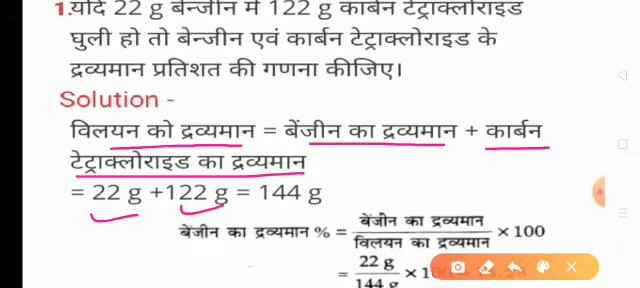 1.यदि 22 g बेन्जीन में 122 g कार्बन टेट्राक्लोराइड
घुली हो तो बेन्जीन एवं कार्बन टेट्राक्लोराइड के
द्रव्यमान प्रतिशत की गणना कीजिए।
Solution -
विलयन को द्रव्यमान = बेंजीन का द्रव्यमान + कार्बन
टेट्राक्लोराइड का द्रव्यमान
= 22 g +122 g = 144 g
बेंजीन का द्रव्यमान % = बेंजीन का द्रव्यमान / विलयन का द्रव्यमान × 100
= 22 g / 144 g × 1